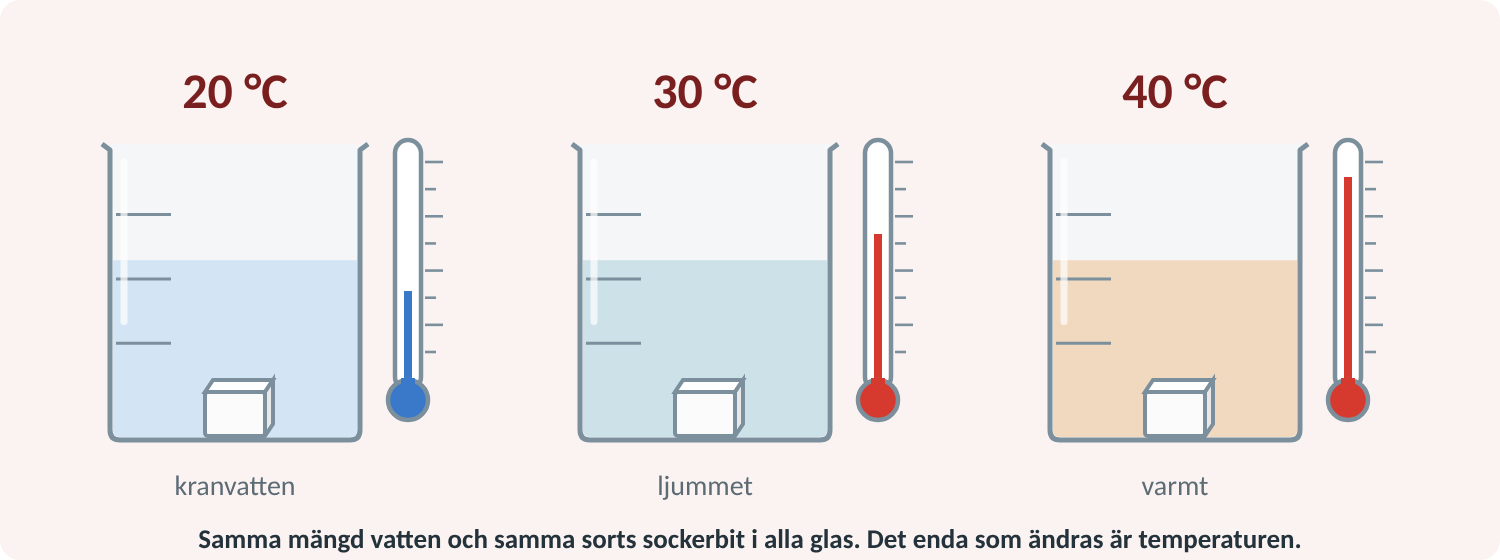 20 °C
30 °C
40 °C
kranvatten
ljummet
varmt
Samma mängd vatten och samma sorts sockerbit i alla glas. Det enda som ändras är temperaturen.